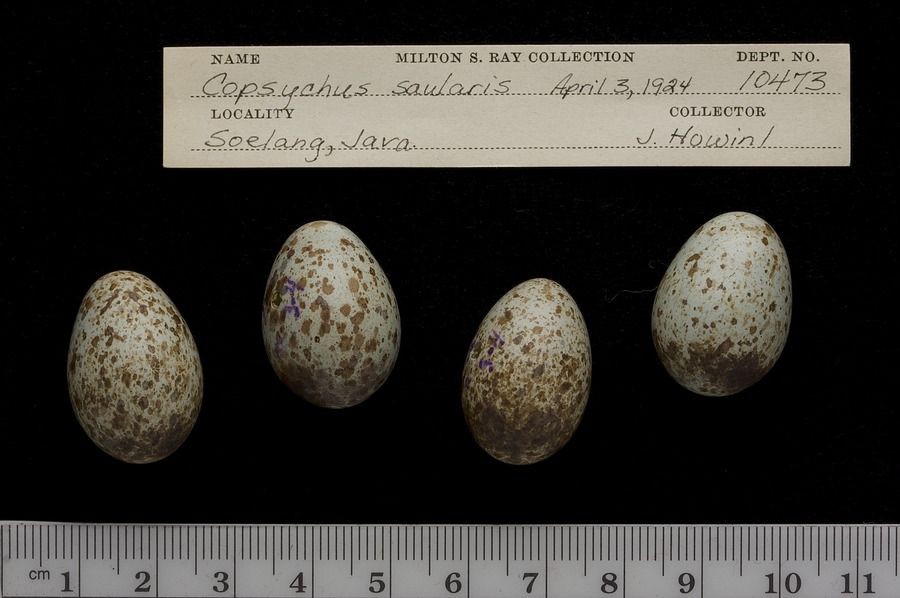 NAME MILTON S. RAY COLLECTION DEPT. NO.
Copsychus saularis April 3, 1924 10473
LOCALITY COLLECTOR
Soelang, Java. J. Howinl
cm 1 2 3 4 5 6 7 8 9 10 11